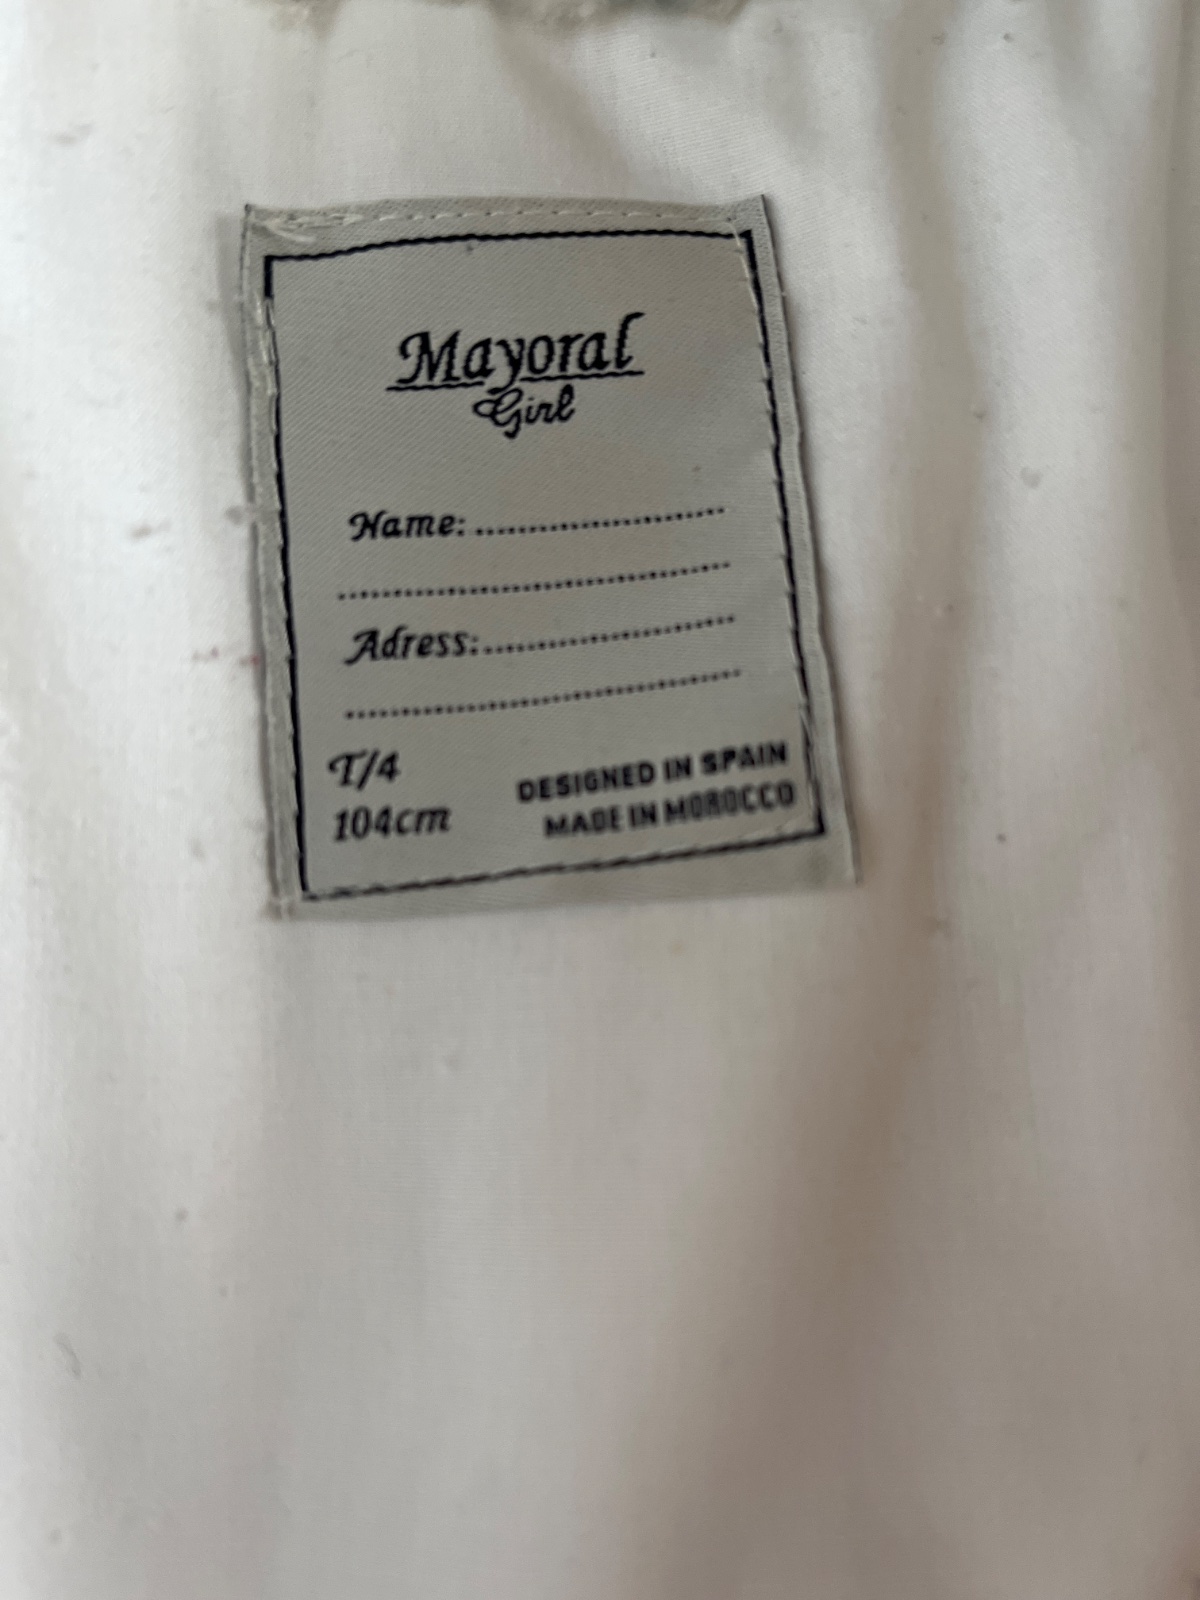 Mayoral
Girl
Name:..............................
..............................................
Adress:..............................
..............................................
T/4
104cm
DESIGNED IN SPAIN
MADE IN MOROCCO